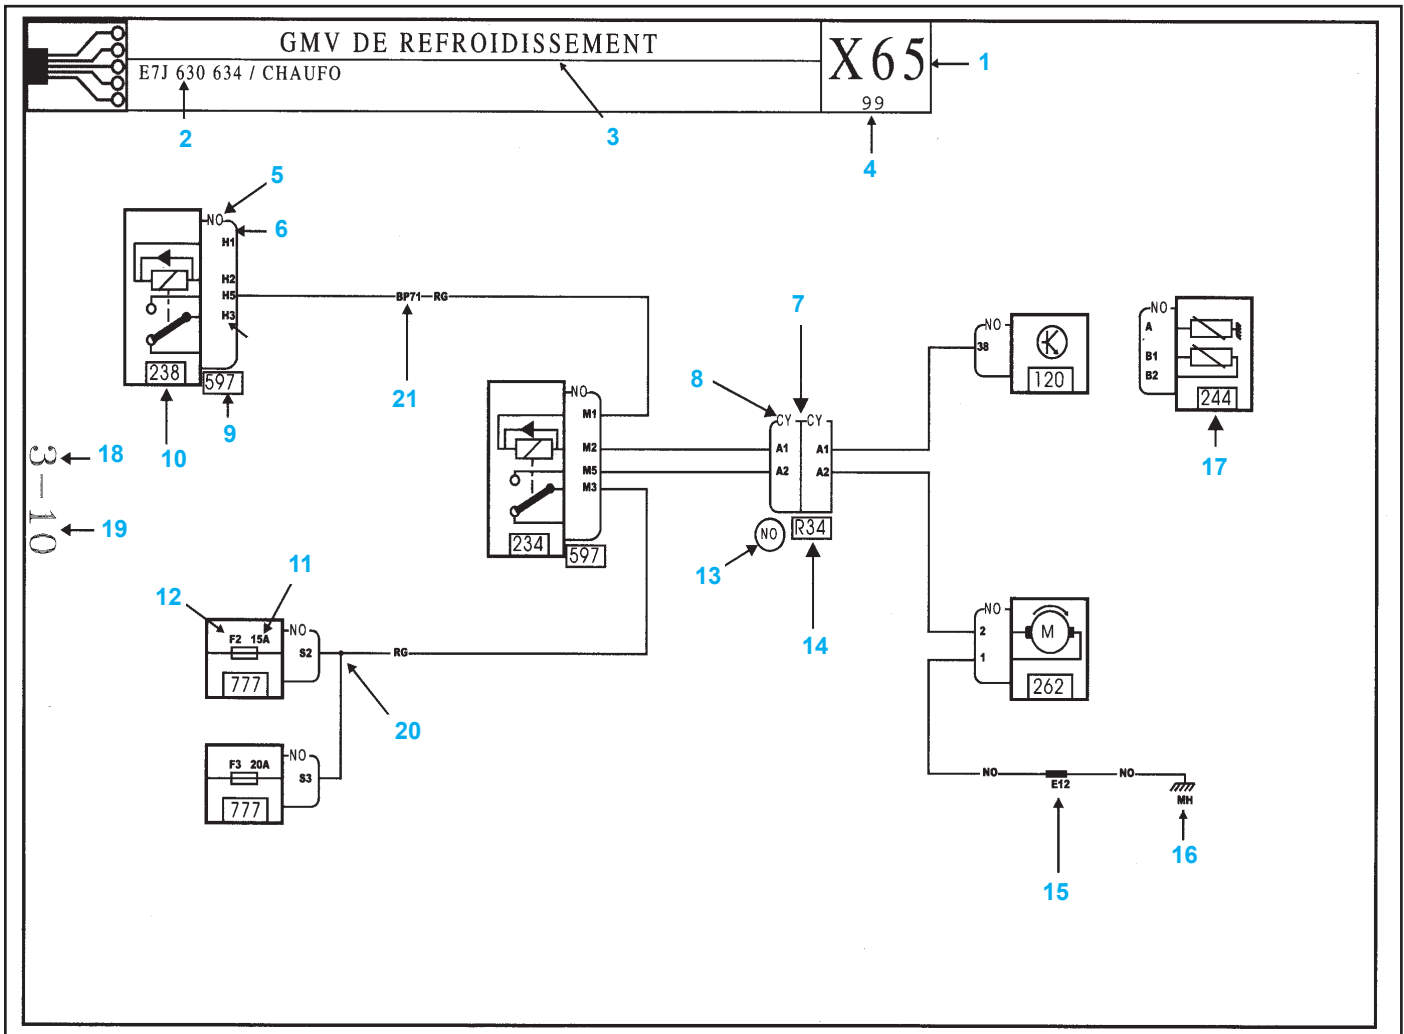 GMV DE REFROIDISSEMENT
E7J 630 634 / CHAUFO
X65
99
1
2
3
4
5
6
NO
H1
H2
H5
H3
238
597
10
9
BP71
RG
21
7
8
NO
M1
M2
M5
M3
234
597
CY CY
A1 A1
A2 A2
NO
R34
13
14
NO
38
120
NO
A
B1
B2
244
17
3-10
18
19
12
11
F2 15A
NO
S2
777
RG
20
F3 20A
NO
S3
777
NO
2
1
M
262
NO
E12
NO
MH
15
16